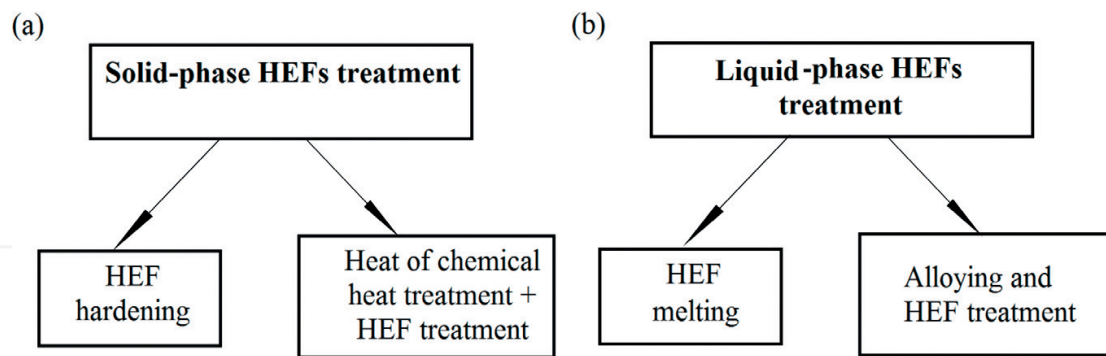 (a)
Solid-phase HEFs treatment
HEF
hardening
Heat of chemical
heat treatment +
HEF treatment
(b)
Liquid-phase HEFs
treatment
HEF
melting
Alloying and
HEF treatment